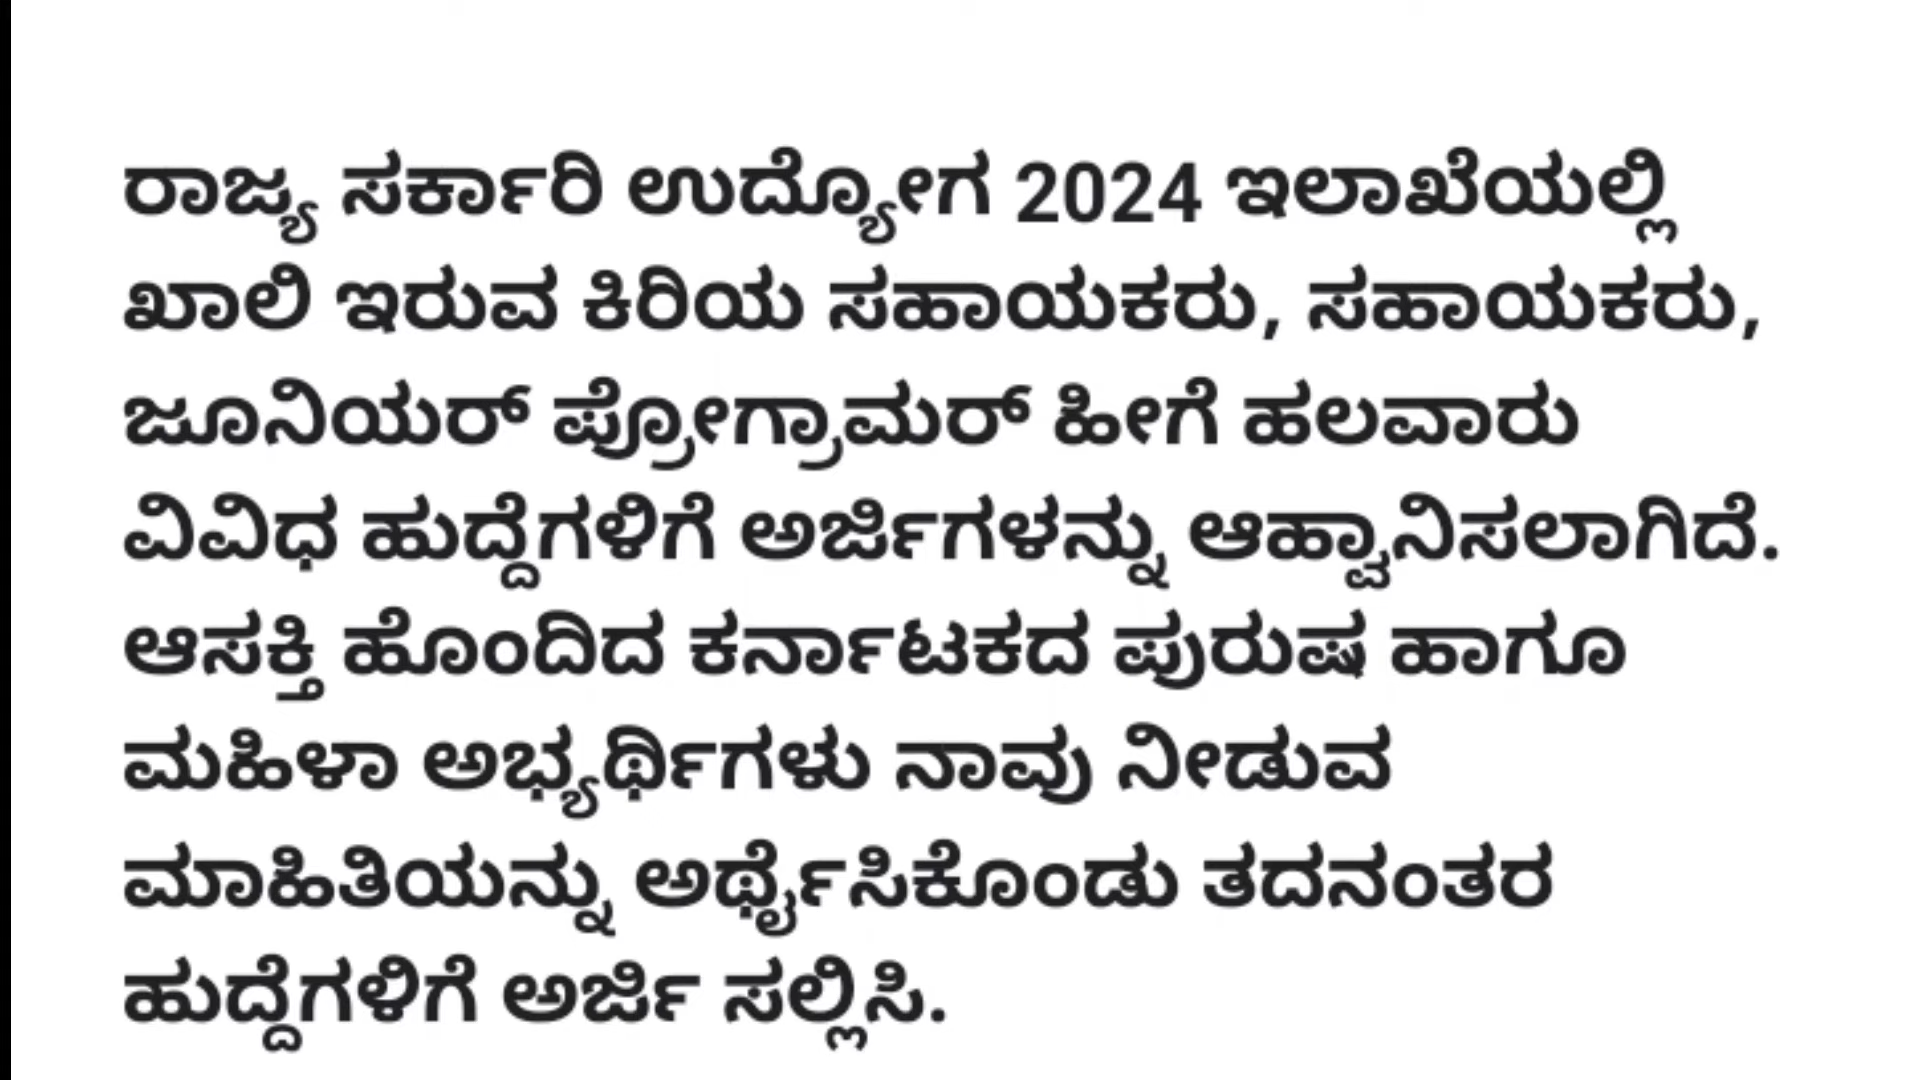 ರಾಜ್ಯ ಸರ್ಕಾರಿ ಉದ್ಯೋಗ 2024 ಇಲಾಖೆಯಲ್ಲಿ
ಖಾಲಿ ಇರುವ ಕಿರಿಯ ಸಹಾಯಕರು, ಸಹಾಯಕರು,
ಜೂನಿಯರ್ ಪ್ರೋಗ್ರಾಮರ್ ಹೀಗೆ ಹಲವಾರು
ವಿವಿಧ ಹುದ್ದೆಗಳಿಗೆ ಅರ್ಜಿಗಳನ್ನು ಆಹ್ವಾನಿಸಲಾಗಿದೆ.
ಆಸಕ್ತಿ ಹೊಂದಿದ ಕರ್ನಾಟಕದ ಪುರುಷ ಹಾಗೂ
ಮಹಿಳಾ ಅಭ್ಯರ್ಥಿಗಳು ನಾವು ನೀಡುವ
ಮಾಹಿತಿಯನ್ನು ಅರ್ಥೈಸಿಕೊಂಡು ತದನಂತರ
ಹುದ್ದೆಗಳಿಗೆ ಅರ್ಜಿ ಸಲ್ಲಿಸಿ.